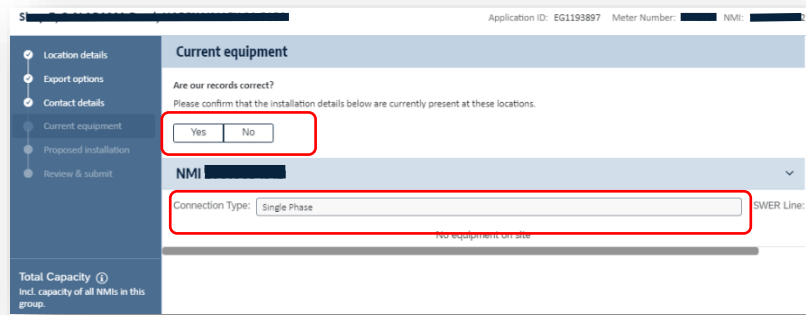 Application ID: EG1193897 Meter Number: NMI:
Location details
Export options
Contact details
Current equipment
Proposed installation
Review & submit
Total Capacity
Incl. capacity of all NMIs in this
group.
Current equipment
Are our records correct?
Please confirm that the installation details below are currently present at these locations.
Yes No
NMI
Connection Type: Single Phase SWER Line:
No equipment on site